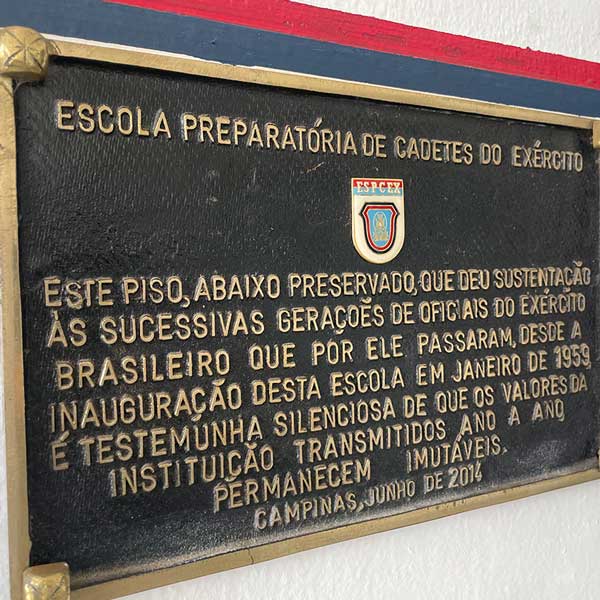 ESCOLA PREPARATÓRIA DE CADETES DO EXÉRCITO
ESPCEX
ESTE PISO, ABAIXO PRESERVADO, QUE DEU SUSTENTAÇÃO
ÀS SUCESSIVAS GERAÇÕES DE OFICIAIS DO EXÉRCITO
BRASILEIRO QUE POR ELE PASSARAM, DESDE A
INAUGURAÇÃO DESTA ESCOLA EM JANEIRO DE 1959,
É TESTEMUNHA SILENCIOSA DE QUE OS VALORES DA
INSTITUIÇÃO TRANSMITIDOS ANO A ANO
PERMANECEM IMUTÁVEIS.
CAMPINAS, JUNHO DE 2014